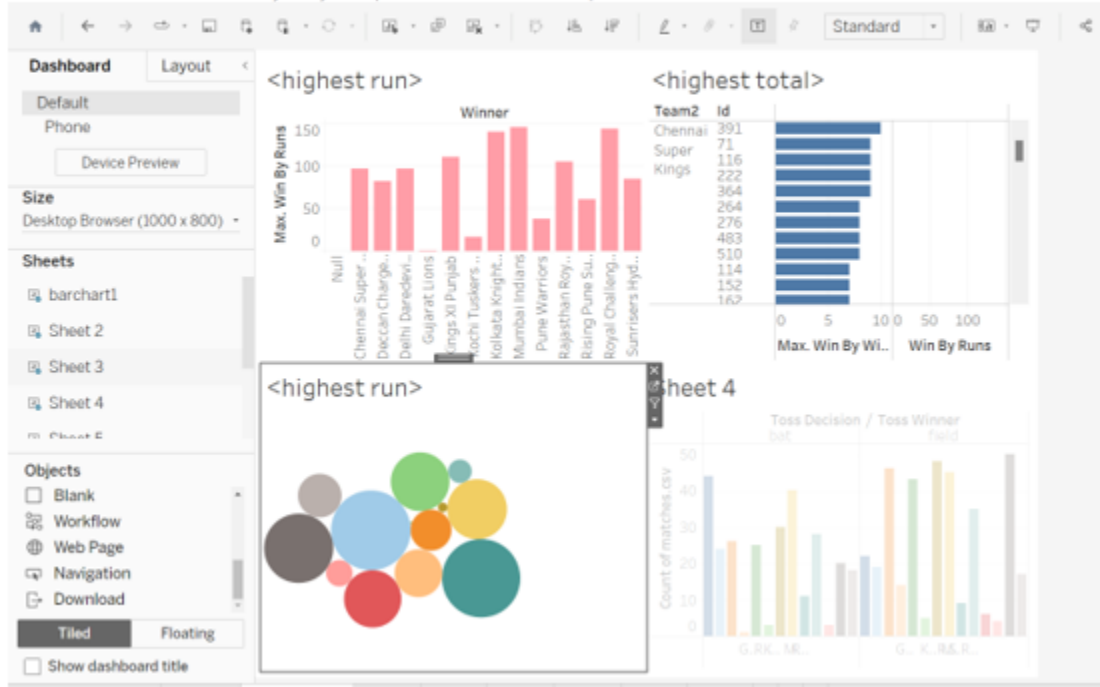 Standard
Dashboard
Layout
Default
Phone
Device Preview
Size
Desktop Browser (1000 x 800)
Sheets
barchart1
Sheet 2
Sheet 3
Sheet 4
Sheet 5
Objects
Blank
Workflow
Web Page
Navigation
Download
Tiled
Floating
Show dashboard title
<highest run>
Winner
Max. Win By Runs
150
100
50
0
Null
Chennai Super ..
Deccan Charge..
Delhi Daredevi..
Gujarat Lions
Kings XI Punjab
Kochi Tuskers ..
Kolkata Knight..
Mumbai Indians
Pune Warriors
Rajasthan Roy..
Rising Pune Su..
Royal Challeng..
Sunrisers Hyd..
<highest total>
Team2 Id
Chennai Super Kings
391
71
116
222
364
264
276
483
510
114
152
162
0 5 10
0 50 100
Max. Win By Wi..
Win By Runs
<highest run>
Sheet 4
Toss Decision / Toss Winner
bat
field
Count of matches.csv
50
40
30
20
10
0